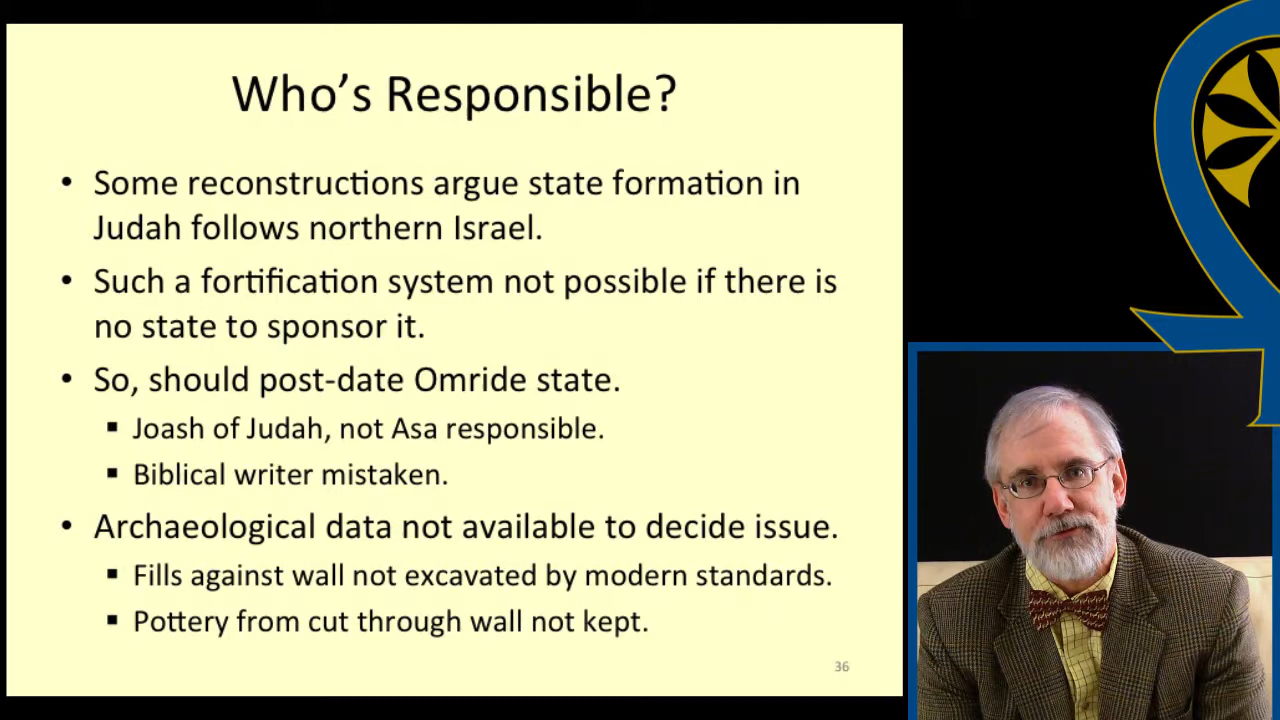 Who's Responsible?
• Some reconstructions argue state formation in
Judah follows northern Israel.
• Such a fortification system not possible if there is
no state to sponsor it.
• So, should post-date Omride state.
▪ Joash of Judah, not Asa responsible.
▪ Biblical writer mistaken.
• Archaeological data not available to decide issue.
▪ Fills against wall not excavated by modern standards.
▪ Pottery from cut through wall not kept.
36